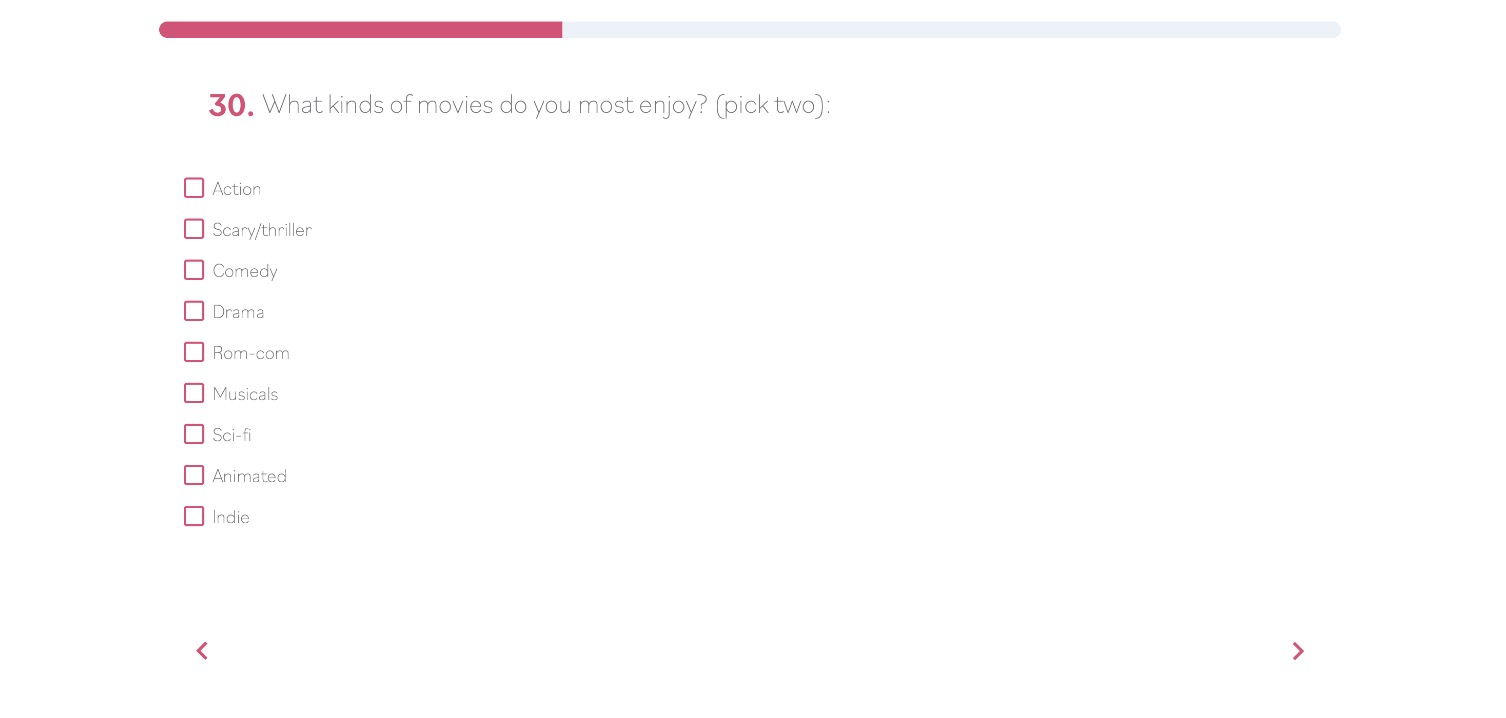 30. What kinds of movies do you most enjoy? (pick two):
Action
Scary/thriller
Comedy
Drama
Rom-com
Musicals
Sci-fi
Animated
Indie